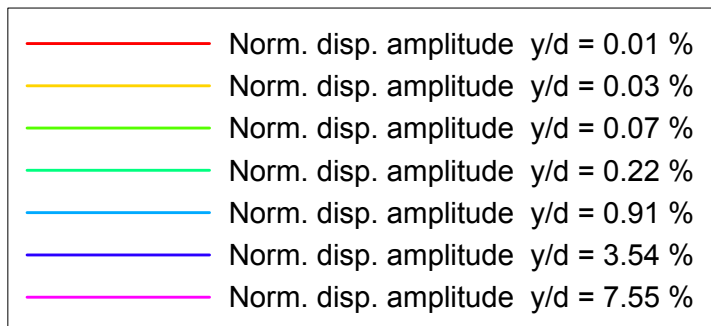 Norm. disp. amplitude y/d = 0.01 %
Norm. disp. amplitude y/d = 0.03 %
Norm. disp. amplitude y/d = 0.07 %
Norm. disp. amplitude y/d = 0.22 %
Norm. disp. amplitude y/d = 0.91 %
Norm. disp. amplitude y/d = 3.54 %
Norm. disp. amplitude y/d = 7.55 %